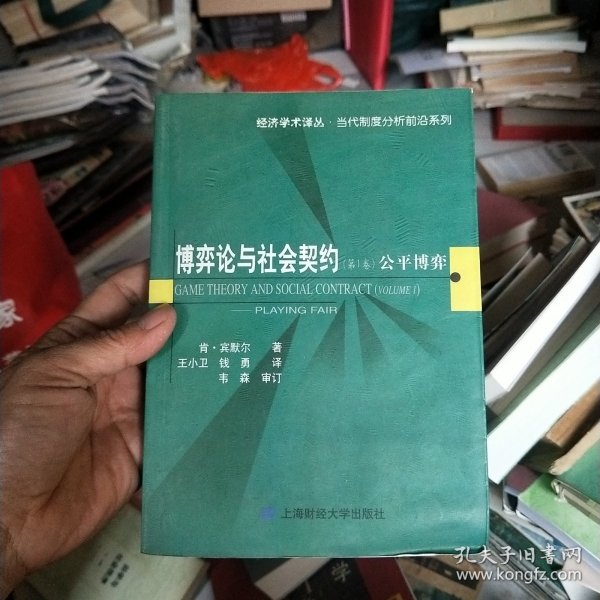 经济学术译丛·当代制度分析前沿系列
博弈论与社会契约(第1卷) 公平博弈
GAME THEORY AND SOCIAL CONTRACT (VOLUME 1)
——PLAYING FAIR
肯·宾默尔 著
王小卫 钱 勇 译
韦 森 审订
上海财经大学出版社
家
学
孔夫子旧书网
www.kongfz.com